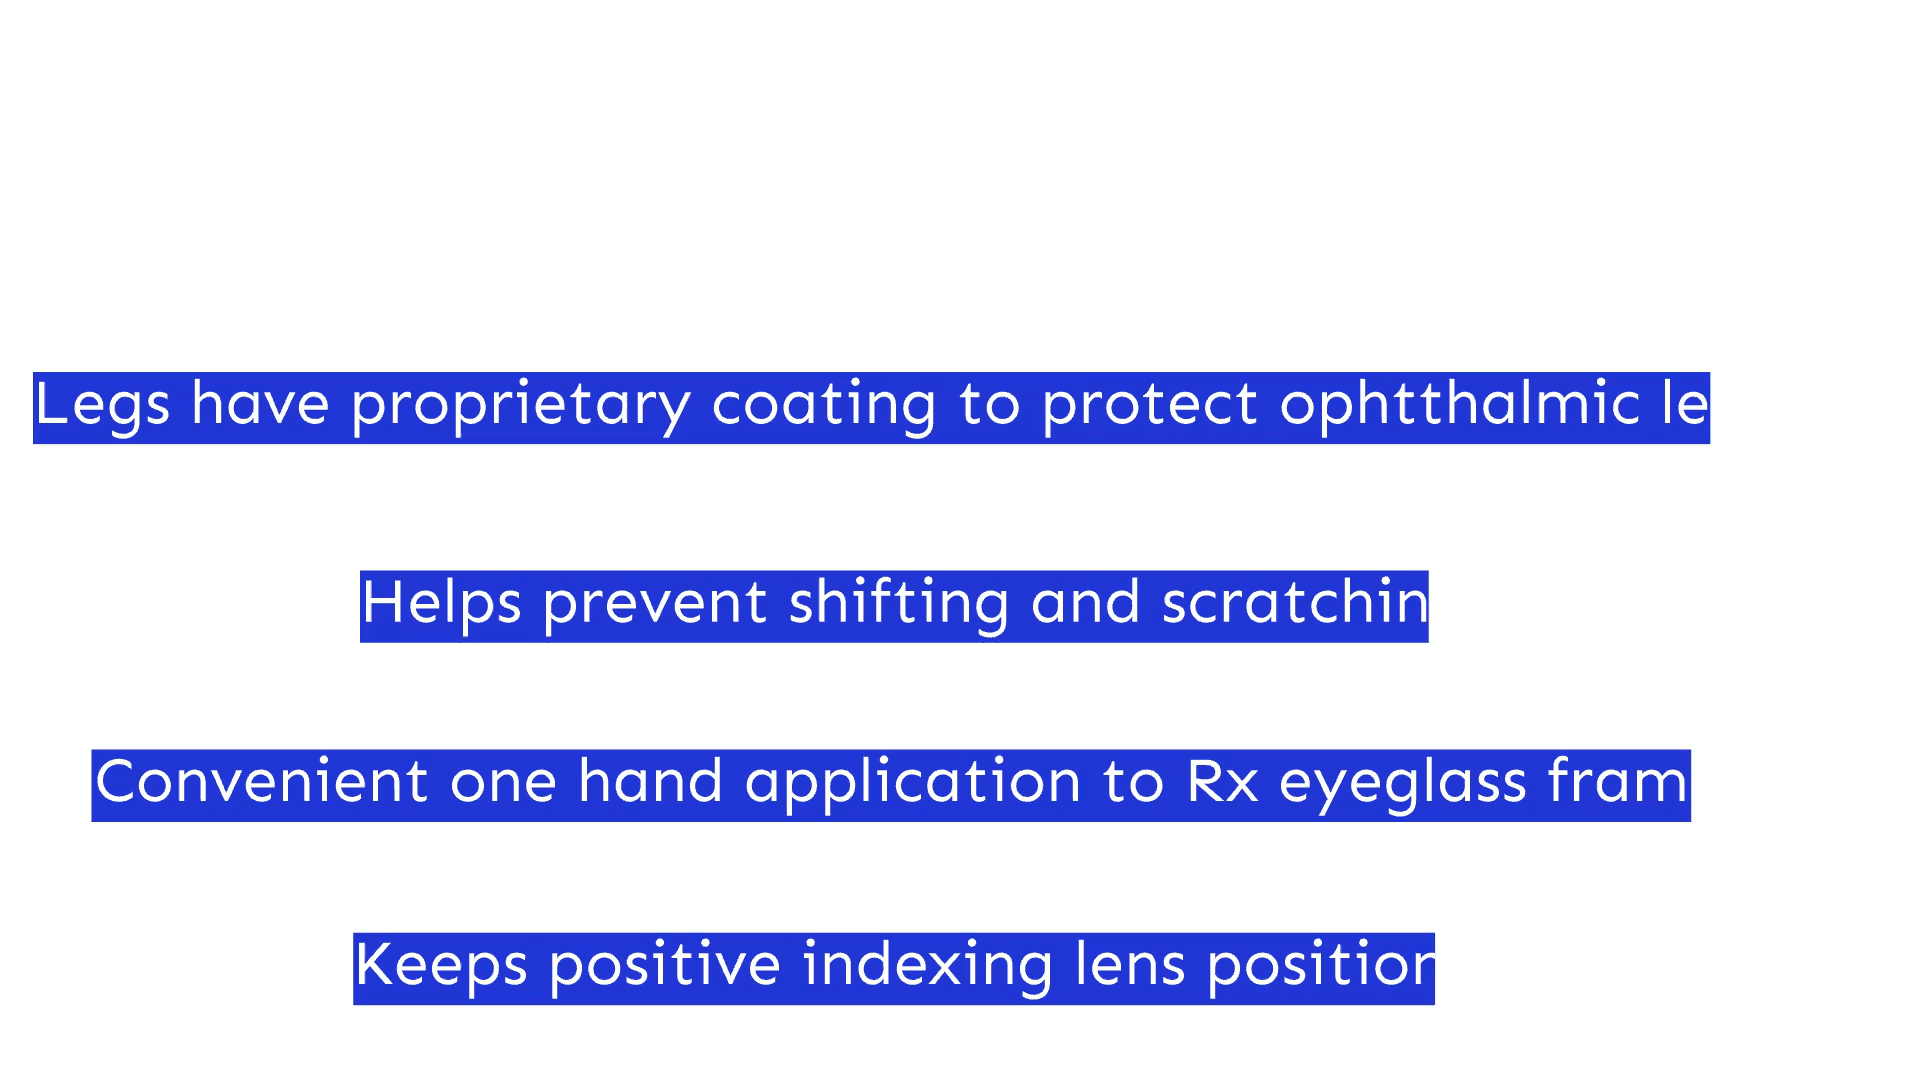 Legs have proprietary coating to protect ophtthalmic le
Helps prevent shifting and scratchin
Convenient one hand application to Rx eyeglass fram
Keeps positive indexing lens position